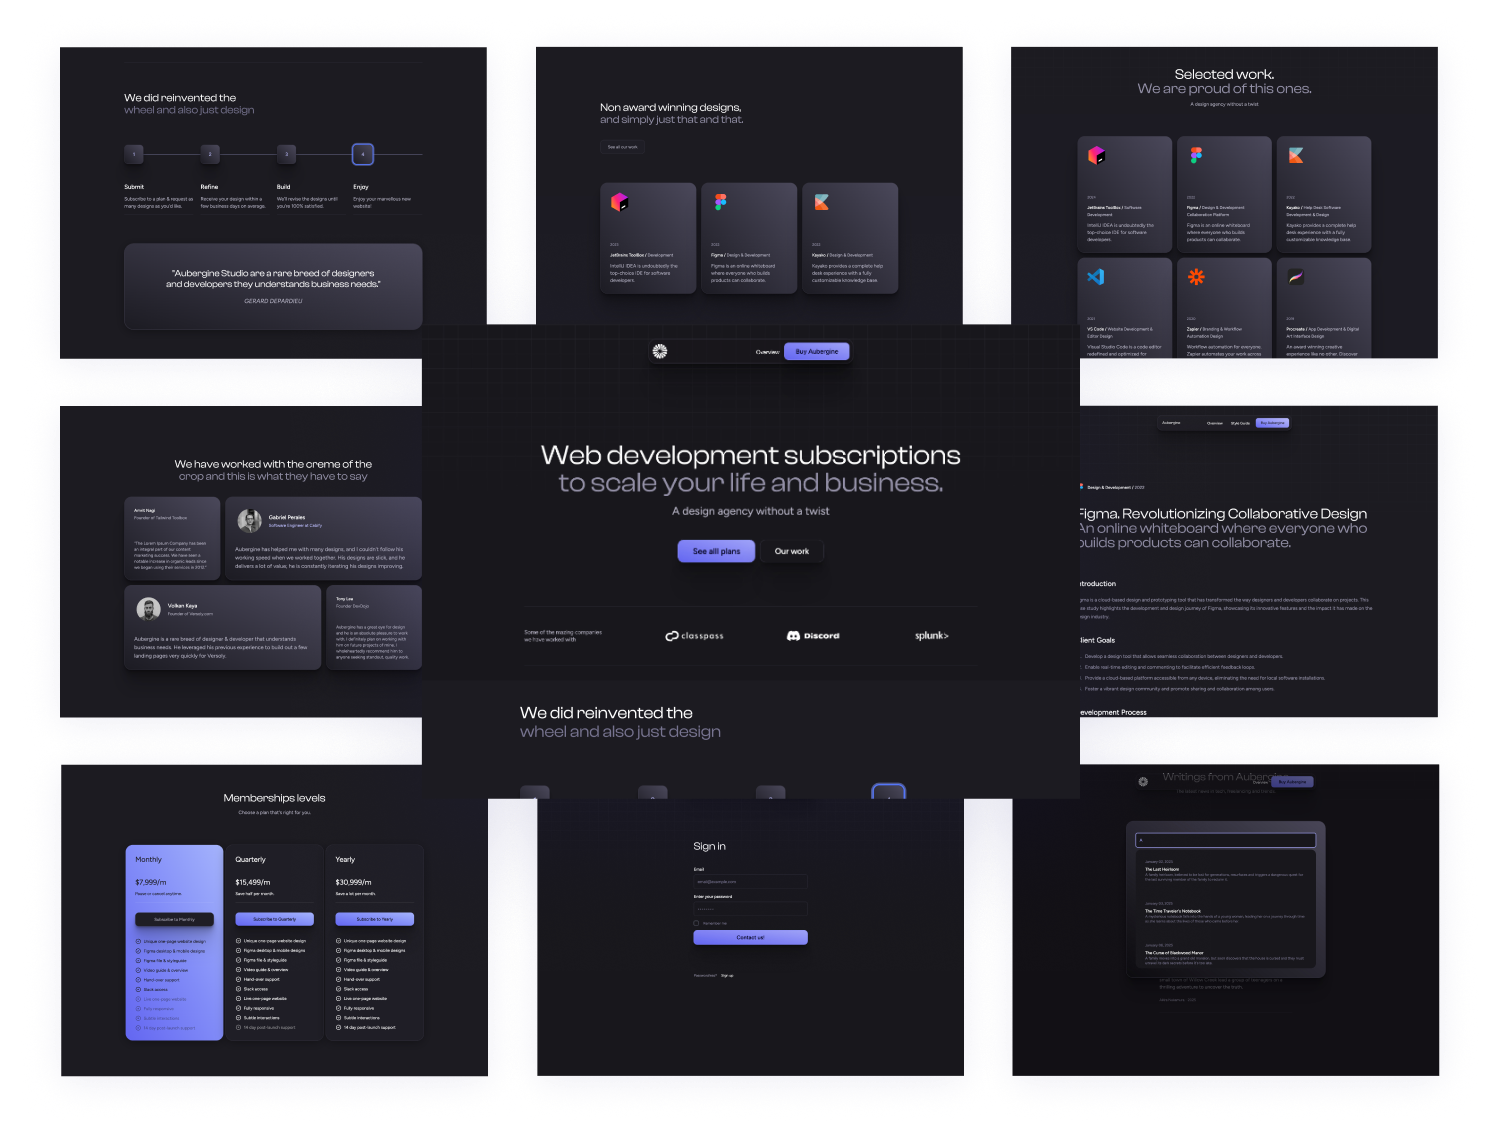 We did reinvented the
wheel and also just design
1
2
3
4
Submit
Subscribe to a plan & request as
many designs as you'd like.
Refine
Receive your design within a
few business days on average.
Build
We'll revise the designs until
you're 100% satisfied.
Enjoy
Enjoy your marvellous new
website!
"Aubergine Studio are a rare breed of designers
and developers they understands business needs."
GERARD DEPARDIEU
Non award winning designs,
and simply just that and that.
See all our work
2023
JetBrains ToolBox / Development
IntelliJ IDEA is undoubtedly the
top-choice IDE for software
developers
2022
Figma / Design & Development
Figma is an online whiteboard
where everyone who builds
products can collaborate.
Kayako / Design & Development
Kayako provides a complete help
desk experience with a fully
customizable knowledge base
Selected work.
We are proud of this ones.
A design agency without a twist
JetBrains ToolBox / Software
Development
IntelliJ IDEA is undoubtedly the
top-choice IDE for software
developers.
Figma / Design & Development
Collaboration Platform
Figma is an online whiteboard
where everyone who builds
products can collaborate.
Kayako / Help Desk Software
Development & Design
Kayako provides a complete help
desk experience with a fully
customizable knowledge base.
VS Code / Website Development &
Editor Design
Visual Studio Code is a code editor
redefined and optimized for
Zapier / Branding & Workflow
Automation Design
Workflow automation for everyone.
Zapier automates your work across
Procreate / App Development & Digital
Art Interface Design
An award-winning creative
experience like no other. Discover
Overview
Buy Aubergine
Web development subscriptions
to scale your life and business.
A design agency without a twist
See alll plans
Our work
Some of the mazing companies
we have worked with
classpass
Discord
splunk>
We did reinvented the
wheel and also just design
We have worked with the creme of the
crop and this is what they have to say
Amrit Nagi
Founder of Tailwind Toolbox
"The Lorem Ipsum Company has been
an integral part of our content
marketing success. We have seen a
notable increase in organic leads since
we began using their services in 2012."
Gabriel Perales
Software Engineer at Cabify
Aubergine has helped me with many designs, and I couldn't follow his
working speed when we worked together. His designs are slick, and he
delivers a lot of value; he is constantly iterating his designs improving.
Volkan Kaya
Founder of Versoly.com
Aubergine is a rare breed of designer & developer that understands
business needs. He leveraged his previous experience to build out a few
landing pages very quickly for Versoly.
Tony Lea
Founder DevDojo
Aubergine has a great eye for design
and he is an absolute pleasure to work
with. I definitely plan on working with
him on future projects of mine. I
wholeheartedly recommend him to
anyone seeking standout, quality work.
Aubergine
Overview
Style Guide
Buy Aubergine
Design & Development / 2022
Figma. Revolutionizing Collaborative Design
An online whiteboard where everyone who
builds products can collaborate.
ntroduction
gma is a cloud-based design and prototyping tool that has transformed the way designers and developers collaborate on projects. This
se study highlights the development and design journey of Figma, showcasing its innovative features and the impact it has made on the
esign industry.
lient Goals
Develop a design tool that allows seamless collaboration between designers and developers.
Enable real-time editing and commenting to facilitate efficient feedback loops.
Provide a cloud-based platform accessible from any device, eliminating the need for local software installations.
Foster a vibrant design community and promote sharing and collaboration among users.
evelopment Process
Memberships levels
Choose a plan that's right for you.
Monthly
$7,999/m
Pause or cancel anytime.
Subscribe to Monthly
Unique one-page website design
Figma desktop & mobile designs
Figma file & styleguide
Video guide & overview
Hand-over support
Slack access
Live one-page website
Fully responsive
Subtle interactions
14 day post-launch support
Quarterly
$15,499/m
Save half per month.
Subscribe to Quarterly
Unique one-page website design
Figma desktop & mobile designs
Figma file & styleguide
Video guide & overview
Hand-over support
Slack access
Live one-page website
Fully responsive
Subtle interactions
14 day post-launch support
Yearly
$30,999/m
Save a lot per month.
Subscribe to Yearly
Unique one-page website design
Figma desktop & mobile designs
Figma file & styleguide
Video guide & overview
Hand-over support
Slack access
Live one-page website
Fully responsive
Subtle interactions
14 day post-launch support
Sign in
Email
email@example.com
Enter your password
Remember me
Contact us!
Sign up
Writings from Aubergine
Overview
Buy Aubergine
The Last Heirloom
The Time Traveler's Notebook
The Curse of Blackwood Manor
thrilling adventure to uncover the truth